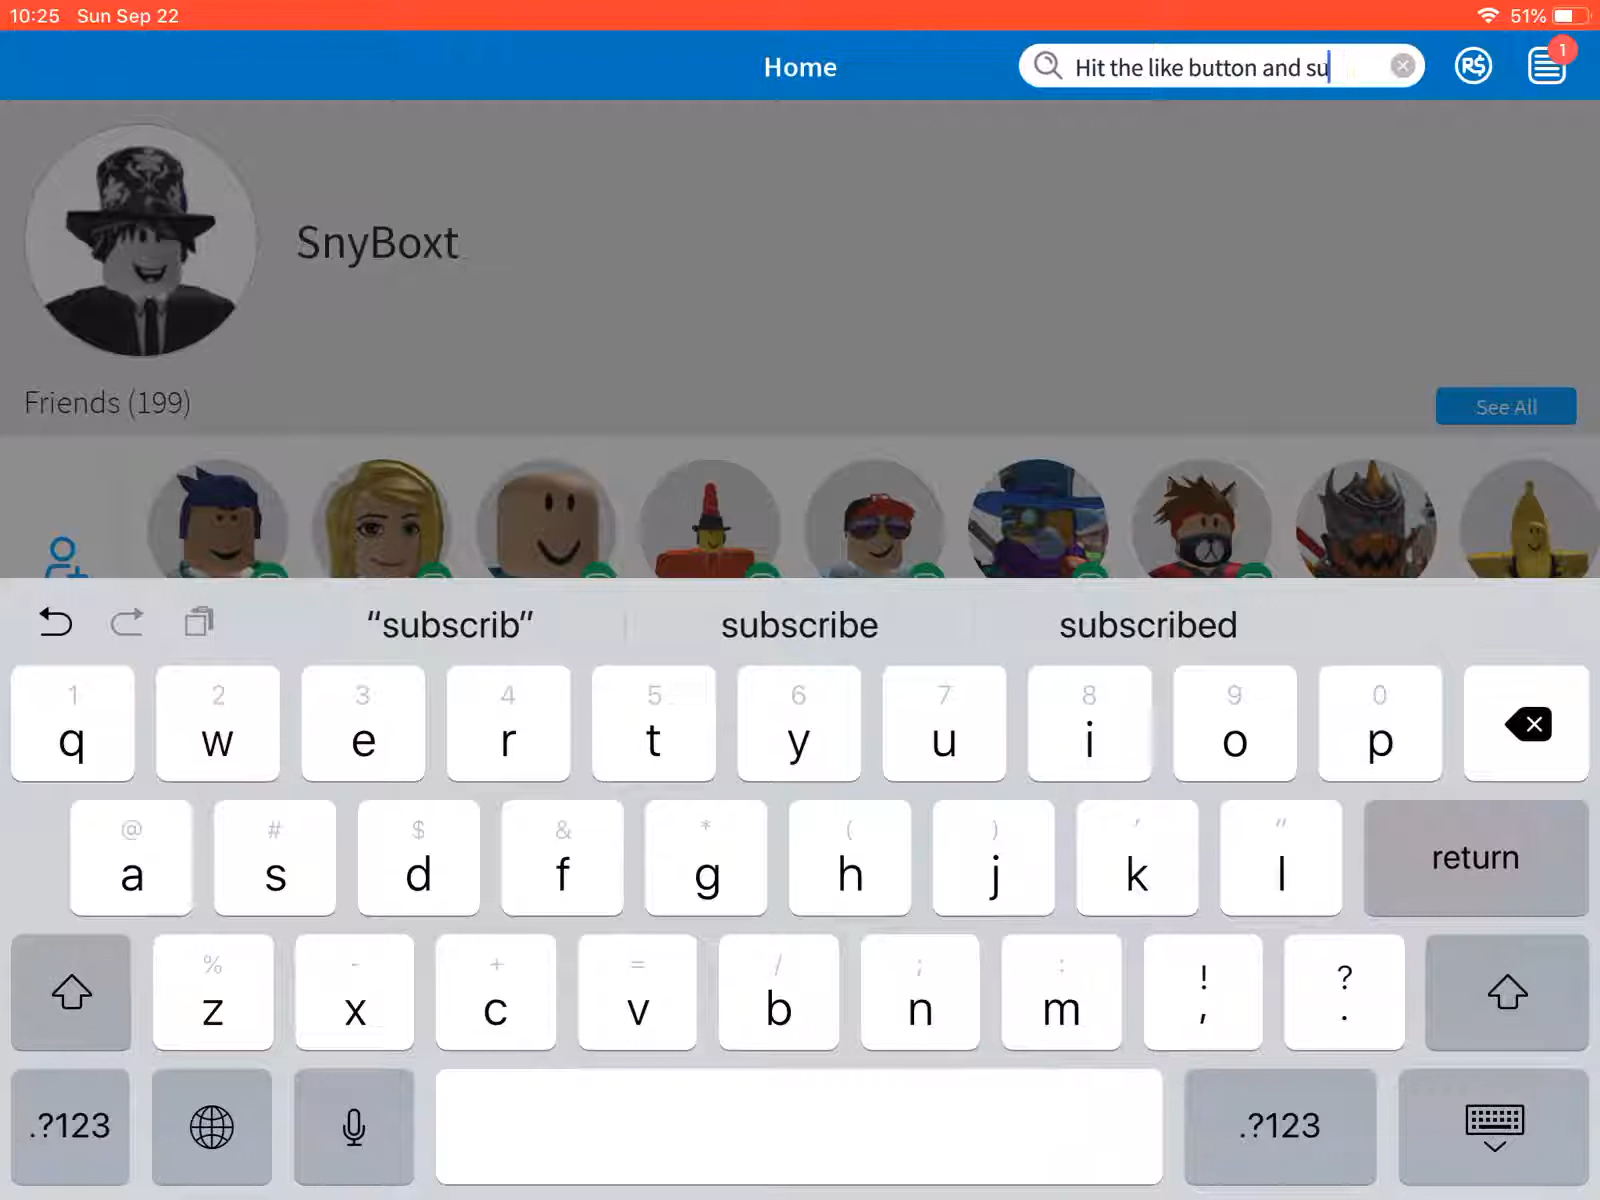 10:25 Sun Sep 22 51%
Home
Hit the like button and su
R$
1
SnyBoxt
Friends (199)
See All
“subscrib” subscribe subscribed
1 2 3 4 5 6 7 8 9 0
q w e r t y u i o p
@ # $ & * ( ) ' "
a s d f g h j k l return
% - + = / ; : ! ?
z x c v b n m , .
.?123 .?123